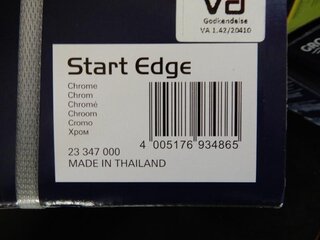 va
Godkendelse
VA 1.42/20410
Start Edge
Chrome
Chrom
Chromé
Chroom
Cromo
Хром
4 005176 934865
23 347 000
MADE IN THAILAND